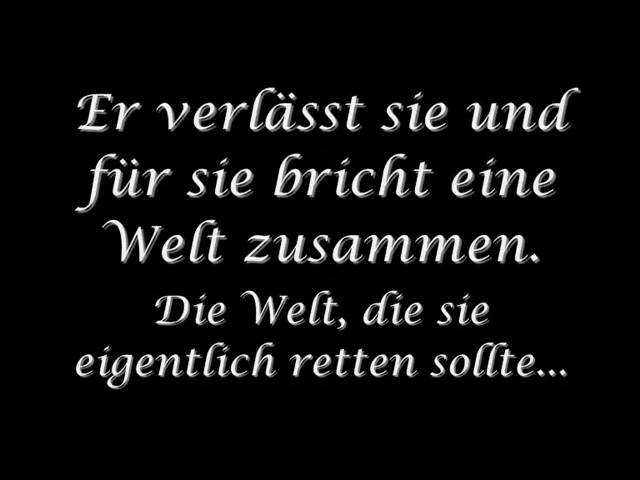 Er verlässt sie und
für sie bricht eine
Welt zusammen.
Die Welt, die sie
eigentlich retten sollte...